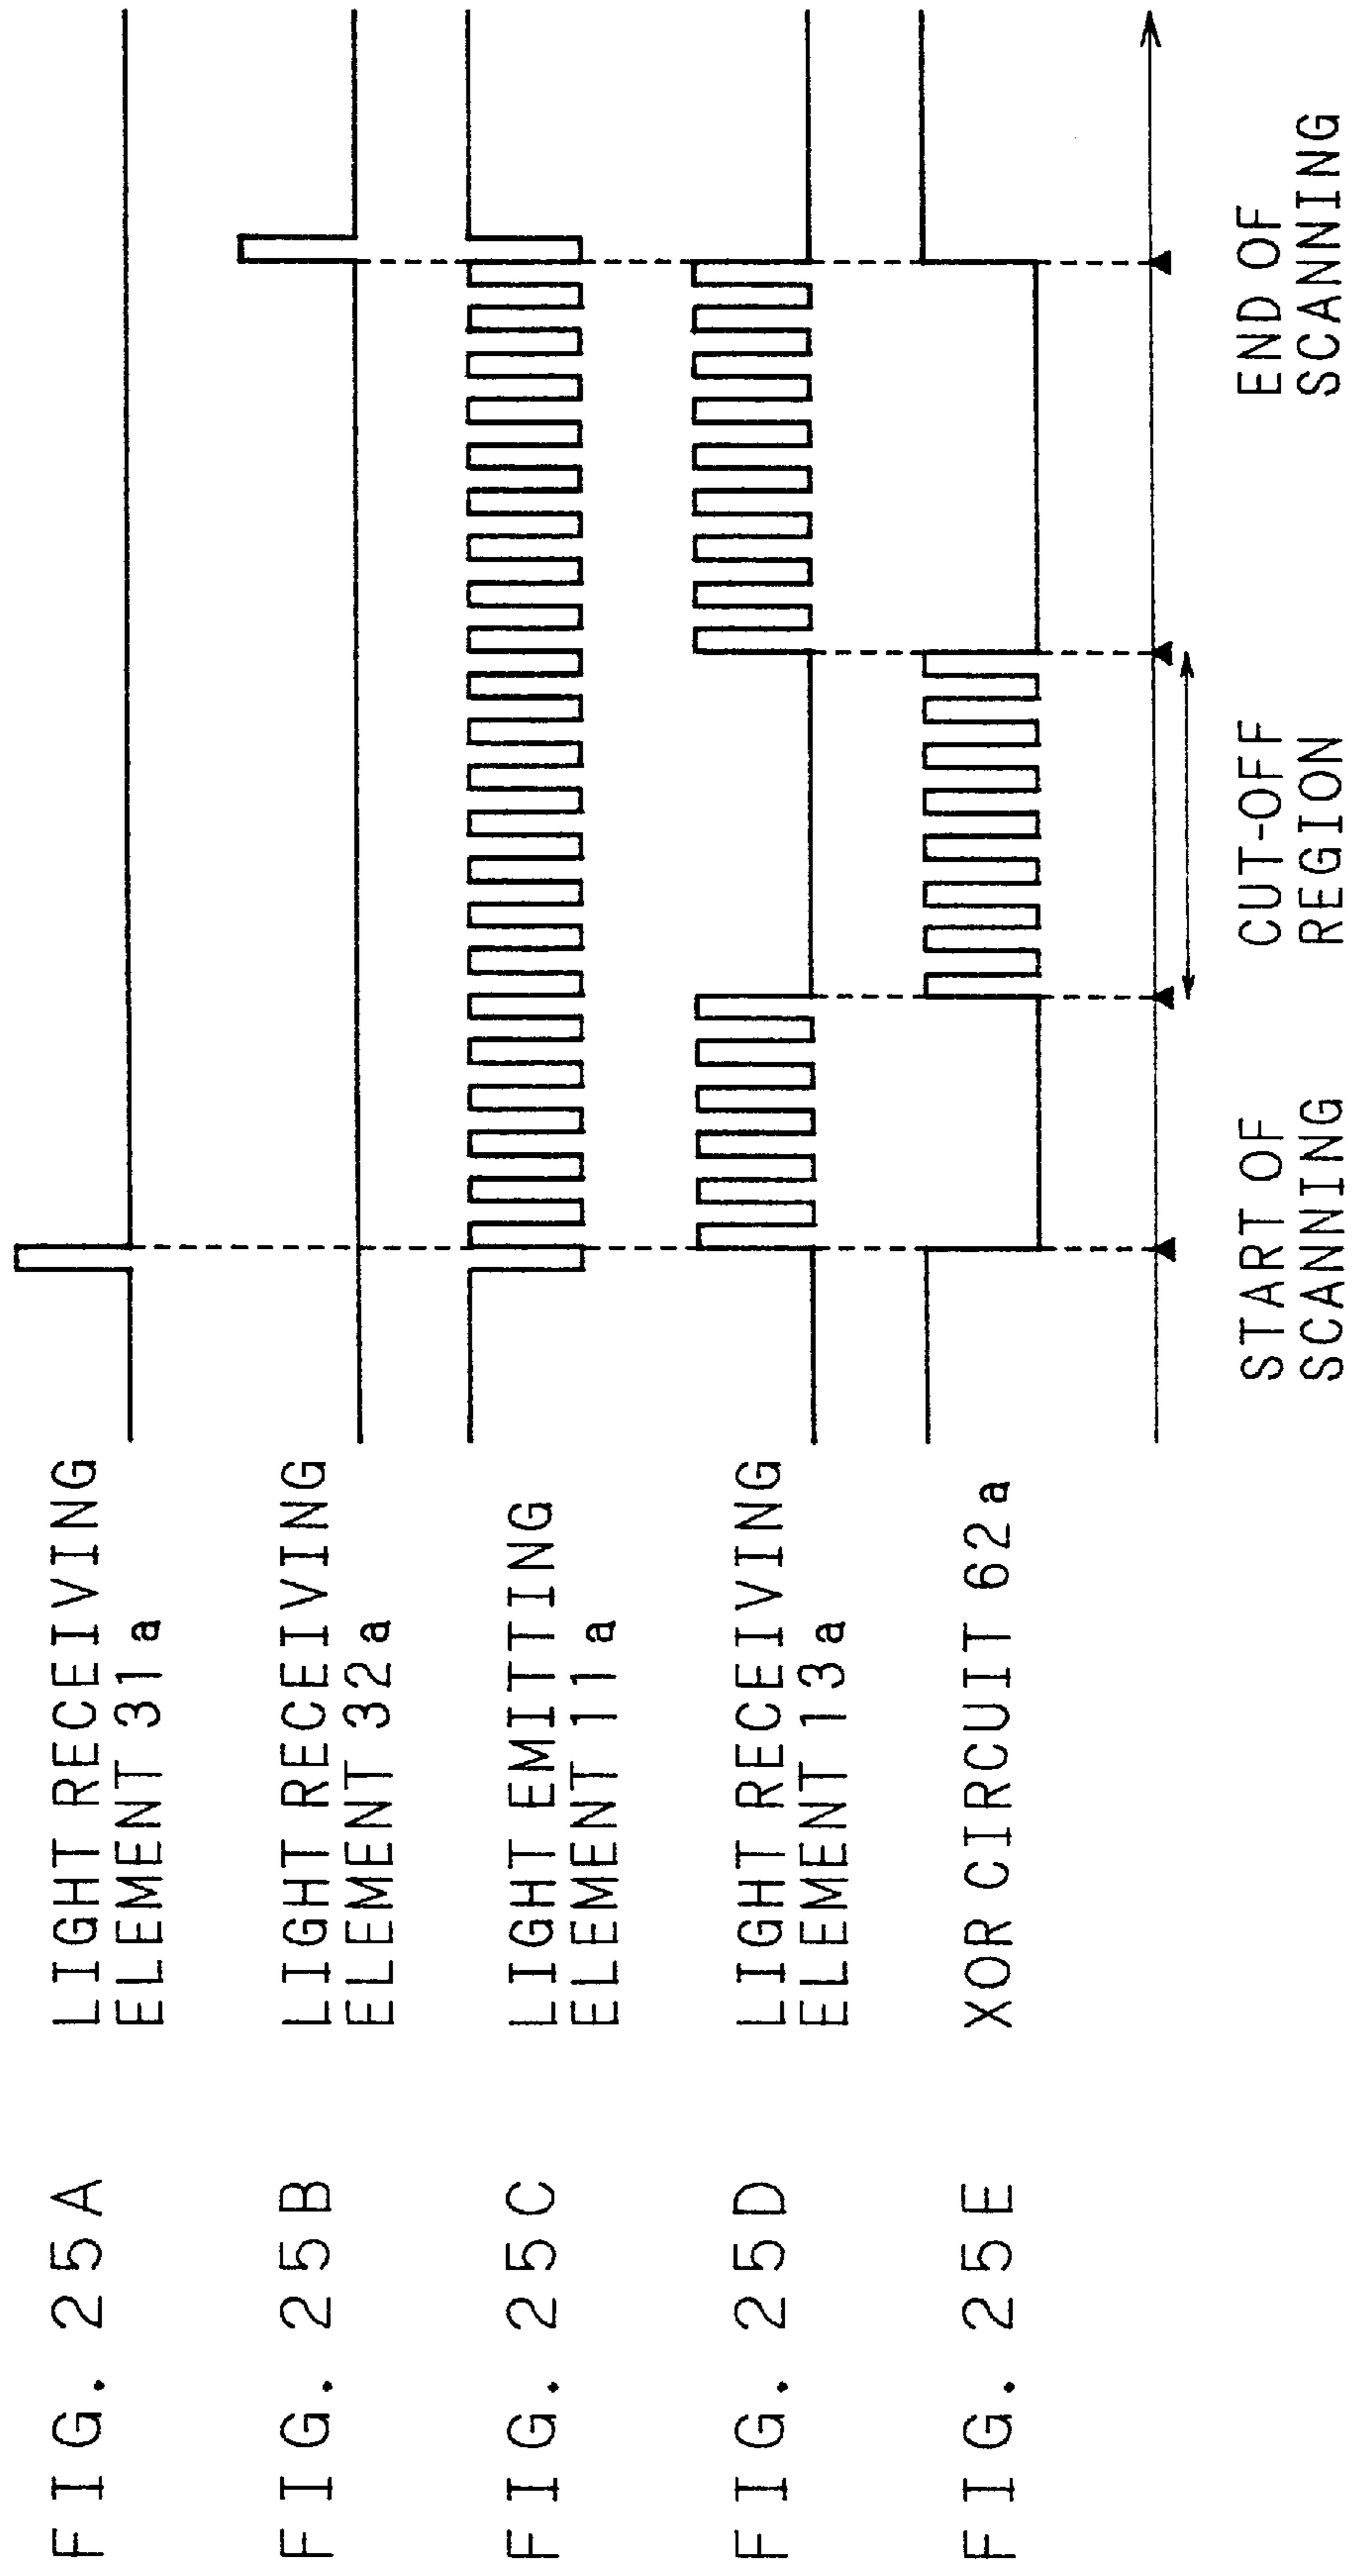 FIG. 25A
LIGHT RECEIVING
ELEMENT 31a
FIG. 25B
LIGHT RECEIVING
ELEMENT 32a
FIG. 25C
LIGHT EMITTING
ELEMENT 11a
FIG. 25D
LIGHT RECEIVING
ELEMENT 13a
FIG. 25E
XOR CIRCUIT 62a
START OF
SCANNING
CUT-OFF
REGION
END OF
SCANNING